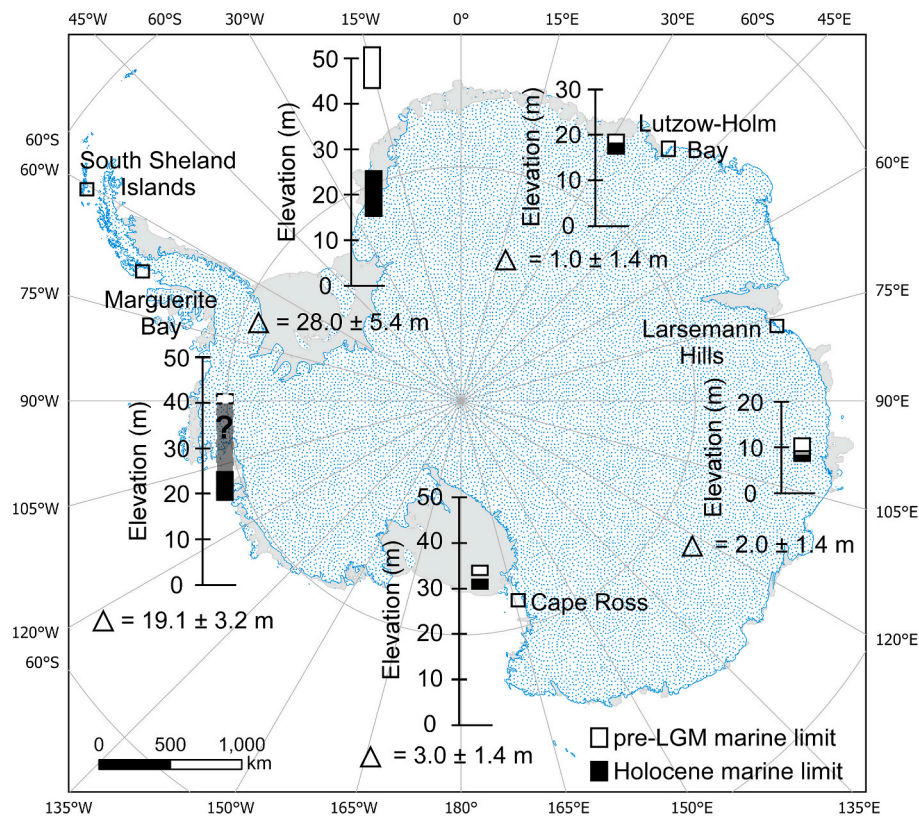 45°W 60°S 30°W 15°W 0° 15°E 30°E 60°S 45°E
60°S
60°W
75°W
90°W
105°W
120°W
60°S
60°E
75°E
90°E
105°E
120°E
135°W 150°W 165°W 180° 165°E 150°E 135°E
South Sheland
Islands
Marguerite
Bay
Elevation (m)
50
40
30
20
10
0
△ = 28.0 ± 5.4 m
Elevation (m)
30
20
10
0
Lutzow-Holm
Bay
△ = 1.0 ± 1.4 m
Larsemann
Hills
Elevation (m)
20
10
0
△ = 2.0 ± 1.4 m
Elevation (m)
50
40
30
20
10
0
?
△ = 19.1 ± 3.2 m
Elevation (m)
50
40
30
20
10
0
Cape Ross
△ = 3.0 ± 1.4 m
0 500 1,000
km
pre-LGM marine limit
Holocene marine limit